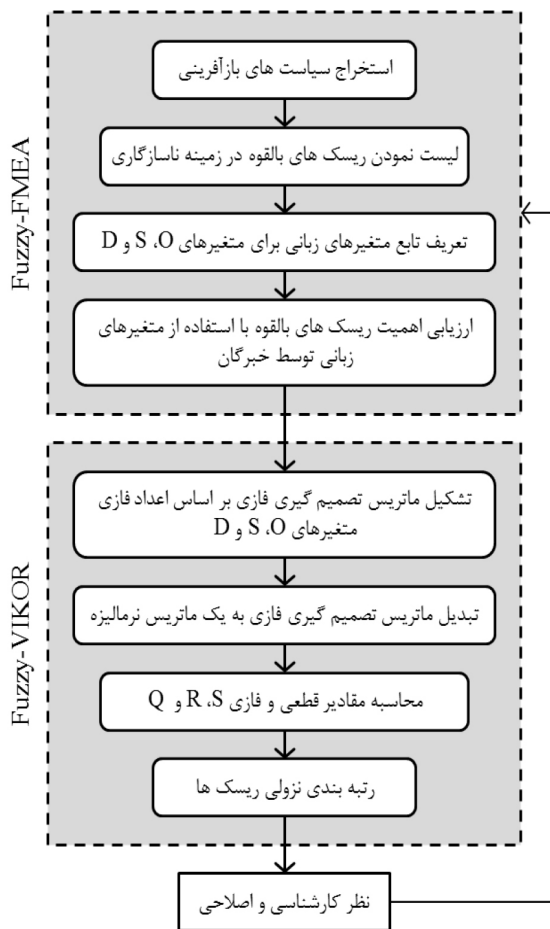 Fuzzy-FMEA
استخراج سیاست های بازآفرینی
لیست نمودن ریسک های بالقوه در زمینه ناسازگاری
تعریف تابع متغیرهای زبانی برای متغیرهای S ،O و D
ارزیابی اهمیت ریسک های بالقوه با استفاده از متغیرهای
زبانی توسط خبرگان
Fuzzy-VIKOR
تشکیل ماتریس تصمیم گیری فازی بر اساس اعداد فازی
متغیرهای S ،O و D
تبدیل ماتریس تصمیم گیری فازی به یک ماتریس نرمالیزه
محاسبه مقادیر قطعی و فازی R ،S و Q
رتبه بندی نزولی ریسک ها
نظر کارشناسی و اصلاحی